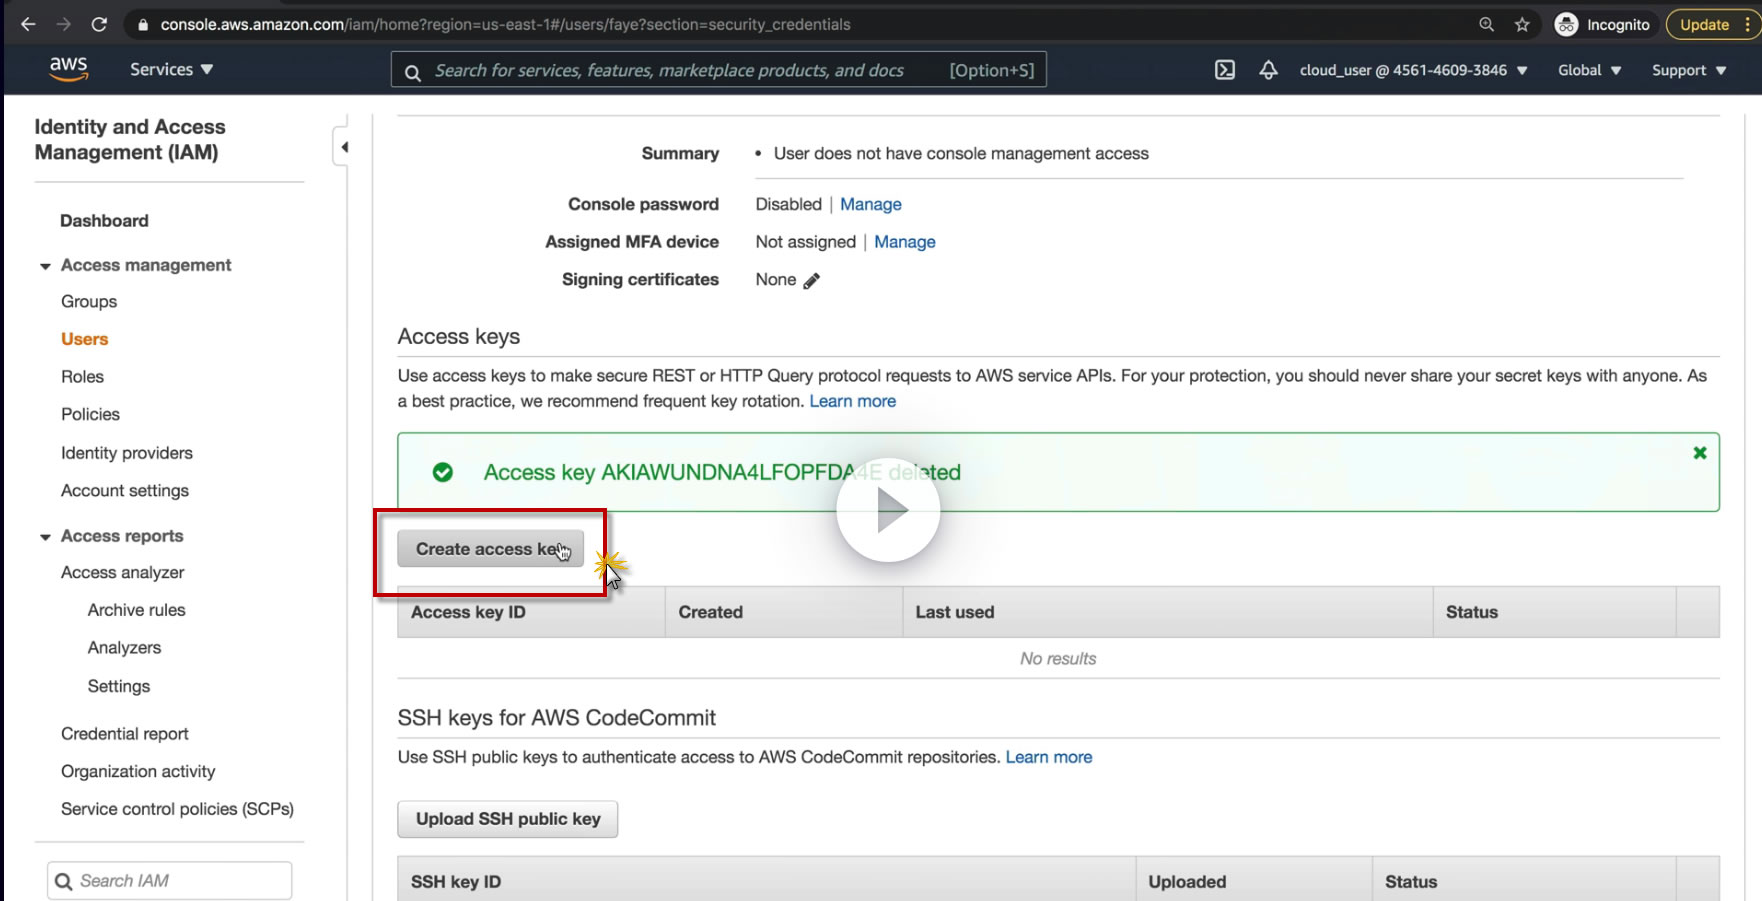 console.aws.amazon.com/iam/home?region=us-east-1#/users/faye?section=security_credentials
Incognito
Update
aws
Services
Search for services, features, marketplace products, and docs
[Option+S]
cloud_user @ 4561-4609-3846
Global
Support
Identity and Access
Management (IAM)
Dashboard
Access management
Groups
Users
Roles
Policies
Identity providers
Account settings
Access reports
Access analyzer
Archive rules
Analyzers
Settings
Credential report
Organization activity
Service control policies (SCPs)
Search IAM
Summary
• User does not have console management access
Console password
Disabled | Manage
Assigned MFA device
Not assigned | Manage
Signing certificates
None
Access keys
Use access keys to make secure REST or HTTP Query protocol requests to AWS service APIs. For your protection, you should never share your secret keys with anyone. As
a best practice, we recommend frequent key rotation. Learn more
Access key AKIAWUNDNA4LFOPFDA4E deleted
Create access key
Access key ID
Created
Last used
Status
No results
SSH keys for AWS CodeCommit
Use SSH public keys to authenticate access to AWS CodeCommit repositories. Learn more
Upload SSH public key
SSH key ID
Uploaded
Status